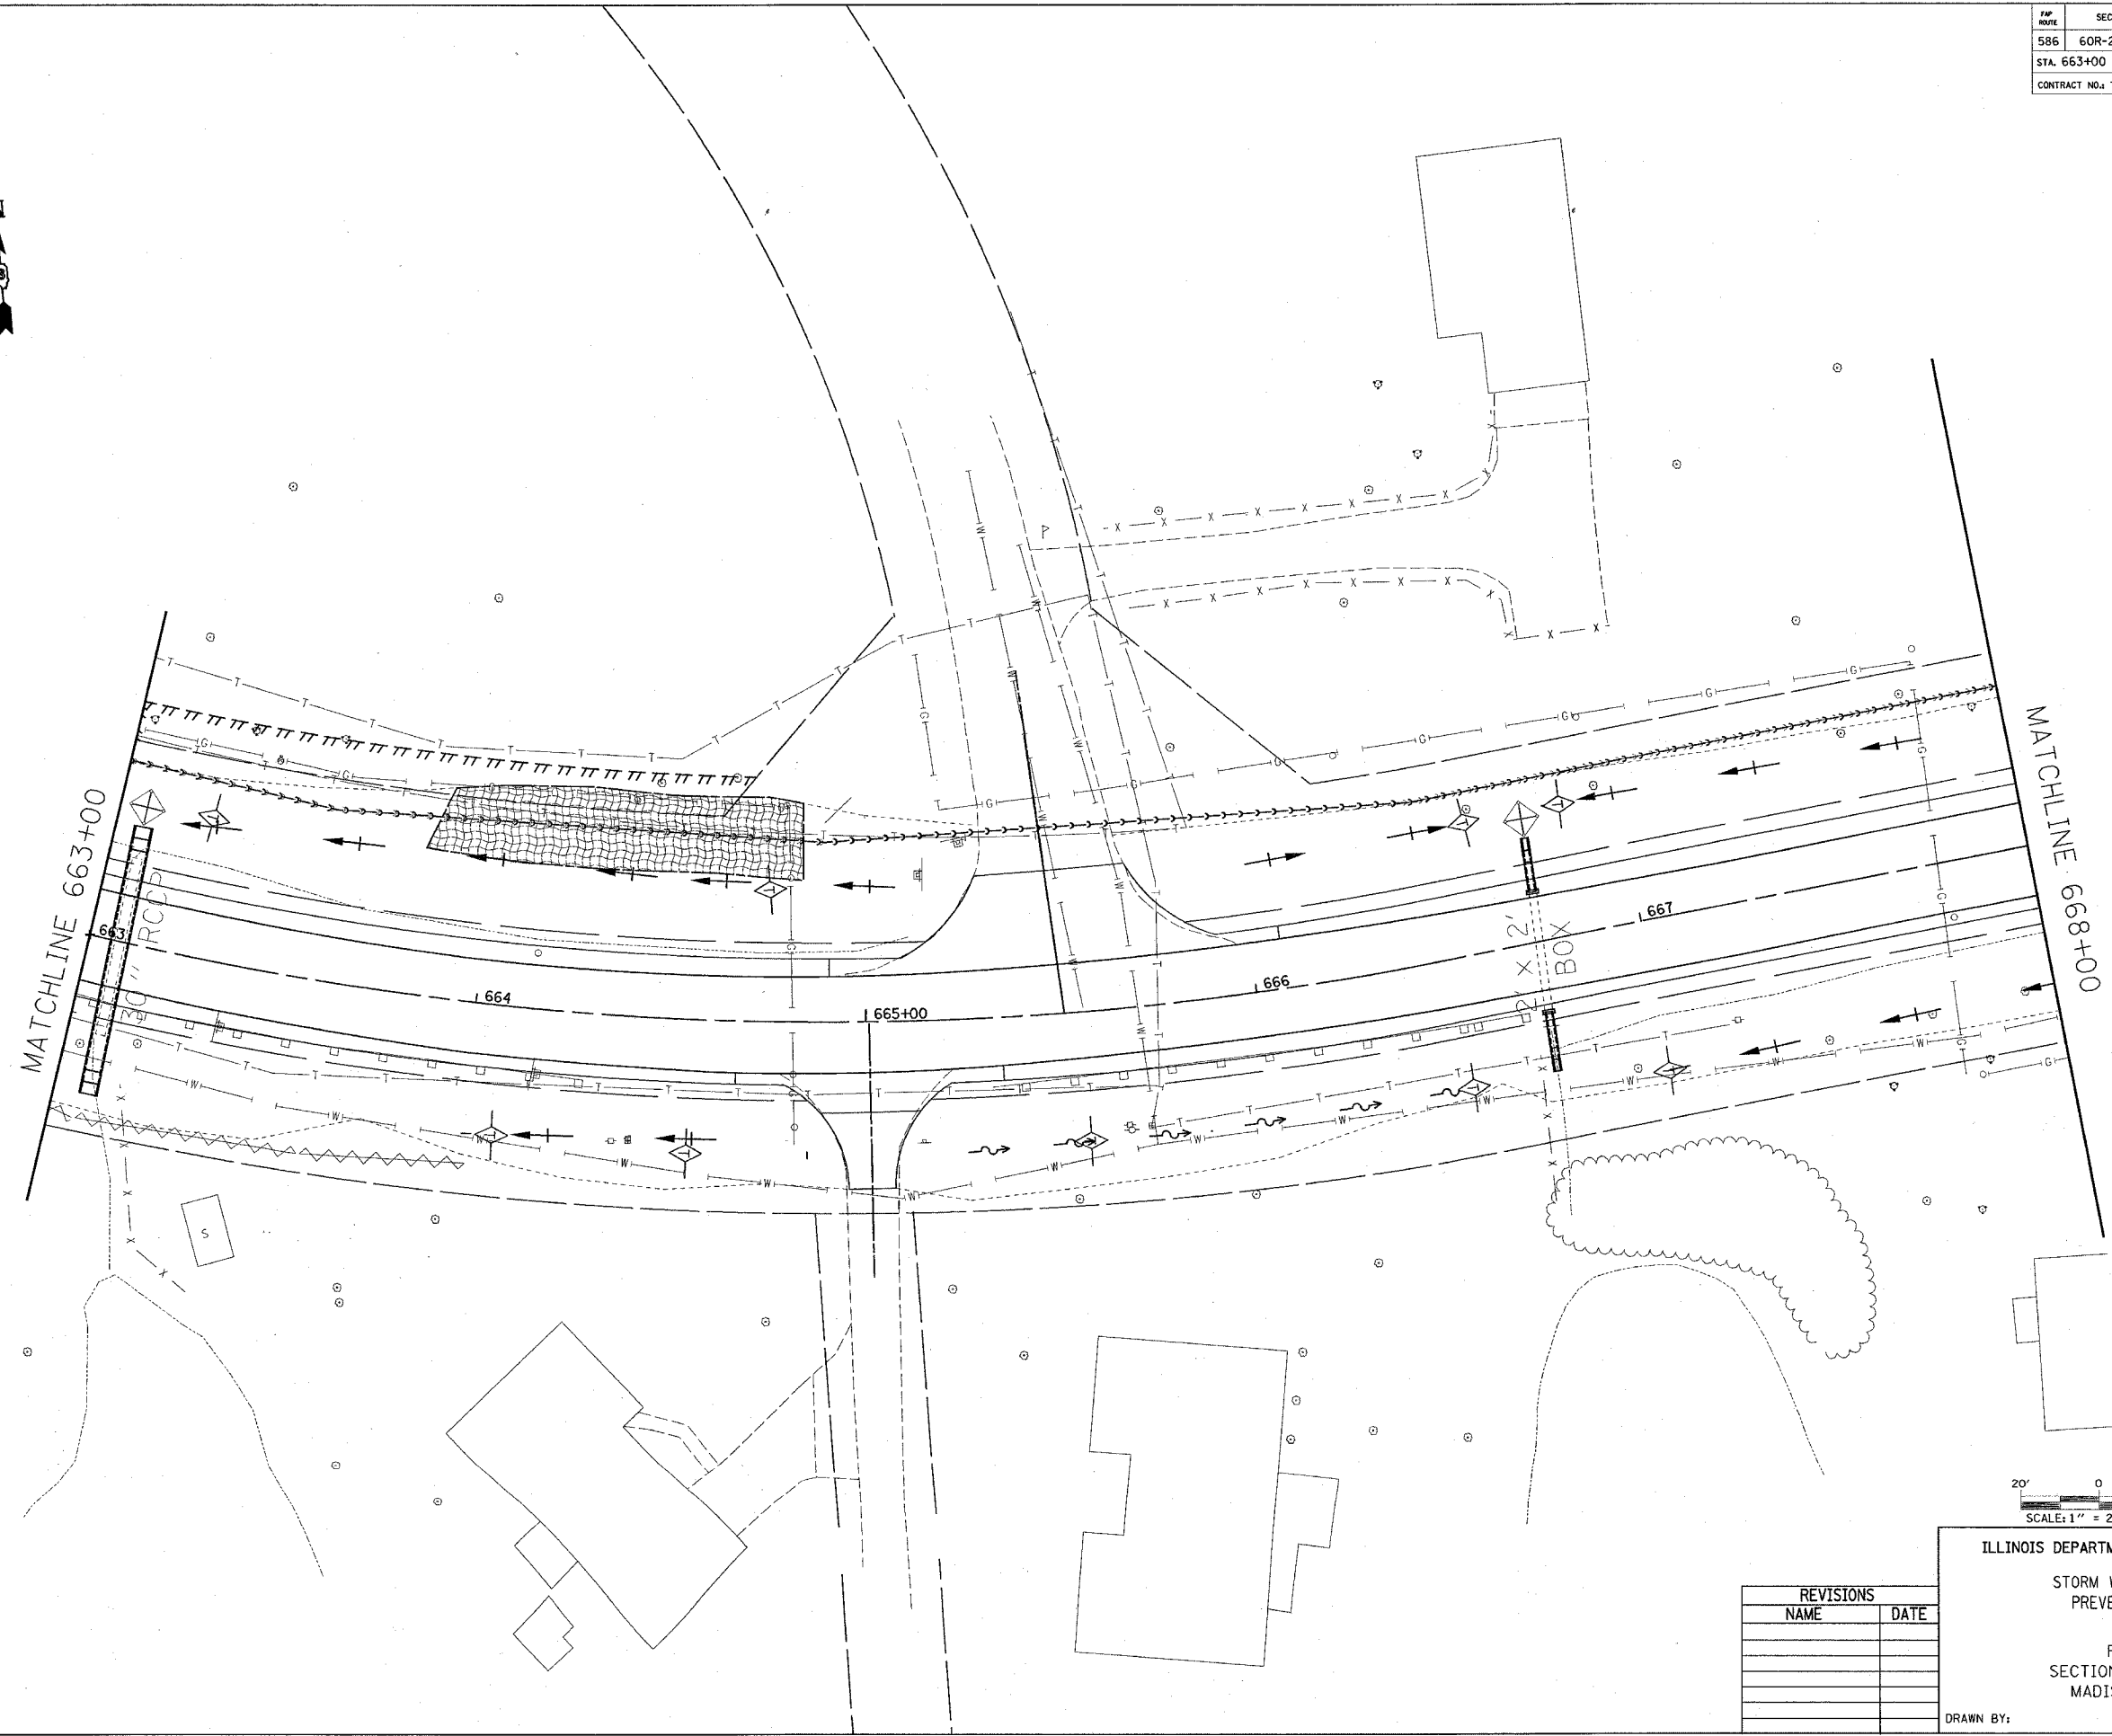 FAP ROUTE
SEC
586
60R-2
STA. 663+00
CONTRACT NO.:
MATCHLINE 663+00
MATCHLINE 668+00
663
664
665+00
666
667
30" RCCP
2' X 2' BOX
S
20' 0
SCALE: 1" = 2
ILLINOIS DEPARTM
STORM W
PREVE
F
SECTION
MADIS
DRAWN BY:
REVISIONS
NAME
DATE